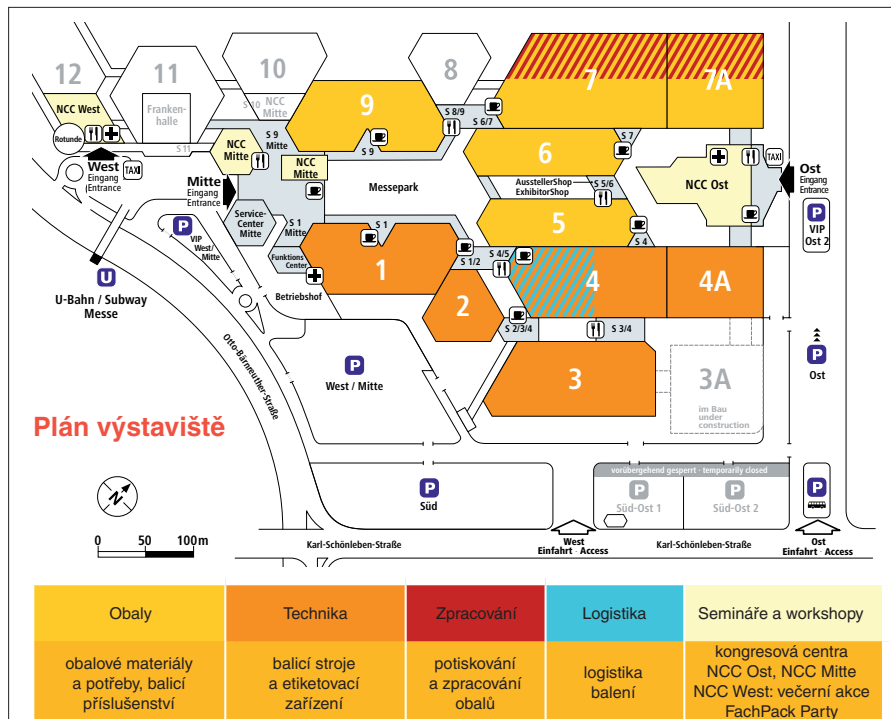 12
11
10
8
7
7A
NCC West
Franken-
halle
S 10
NCC
Mitte
9
S 8/9
S 6/7
Rotunde
S 11
NCC
Mitte
S 9
Mitte
S 9
NCC
Mitte
6
S 7
West
Eingang
Entrance
TAXI
Mitte
Eingang
Entrance
Messepark
AusstellerShop
ExhibitorShop
S 5/6
NCC Ost
TAXI
Ost
Eingang
Entrance
P
VIP
West/
Mitte
Service-
Center
Mitte
S 1
Mitte
S 1
5
S 4
P
VIP
Ost 2
U
U-Bahn / Subway
Messe
Funktions
Center
Betriebshof
1
S 1/2
S 4/5
4
4A
2
S 2/3/4
S 3/4
Otto-Bärneuther-Straße
P
West / Mitte
3
3A
im Bau
under
construction
P
Ost
Plán výstaviště
N
0 50 100 m
P
Süd
vorübergehend gesperrt · temporarily closed
P
Süd-Ost 1
P
Süd-Ost 2
P
Karl-Schönleben-Straße
West
Einfahrt · Access
Karl-Schönleben-Straße
Ost
Einfahrt · Access
Obaly
Technika
Zpracování
Logistika
Semináře a workshopy
obalové materiály
a potřeby, balicí
příslušenství
balicí stroje
a etiketovací
zařízení
potiskování
a zpracování
obalů
logistika
balení
kongresová centra
NCC Ost, NCC Mitte
NCC West: večerní akce
FachPack Party